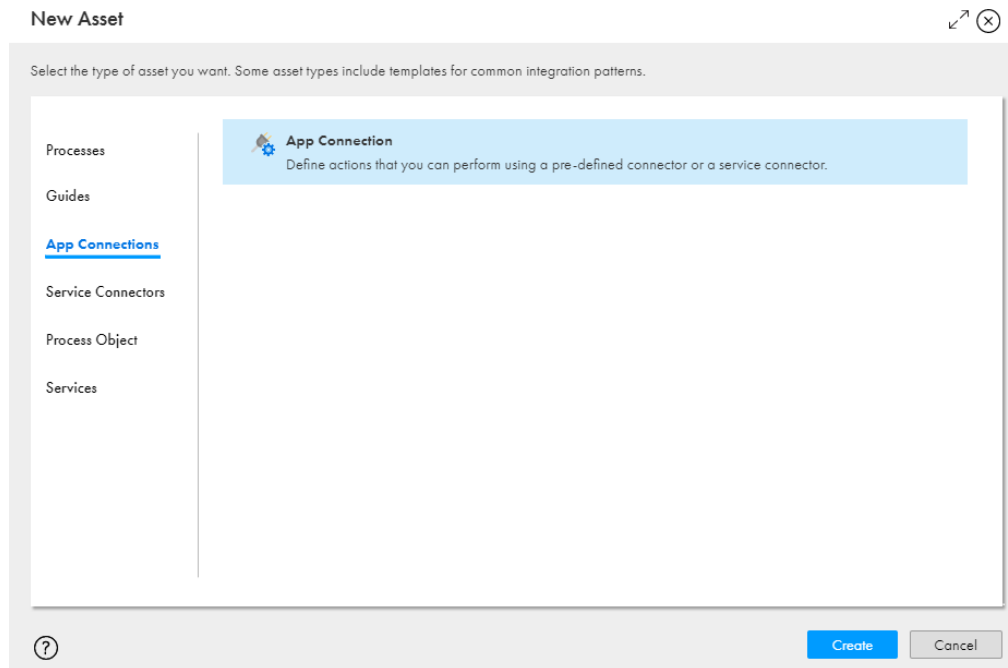 New Asset
Select the type of asset you want. Some asset types include templates for common integration patterns.
Processes
Guides
App Connections
Service Connectors
Process Object
Services
App Connection
Define actions that you can perform using a pre-defined connector or a service connector.
?
Create
Cancel